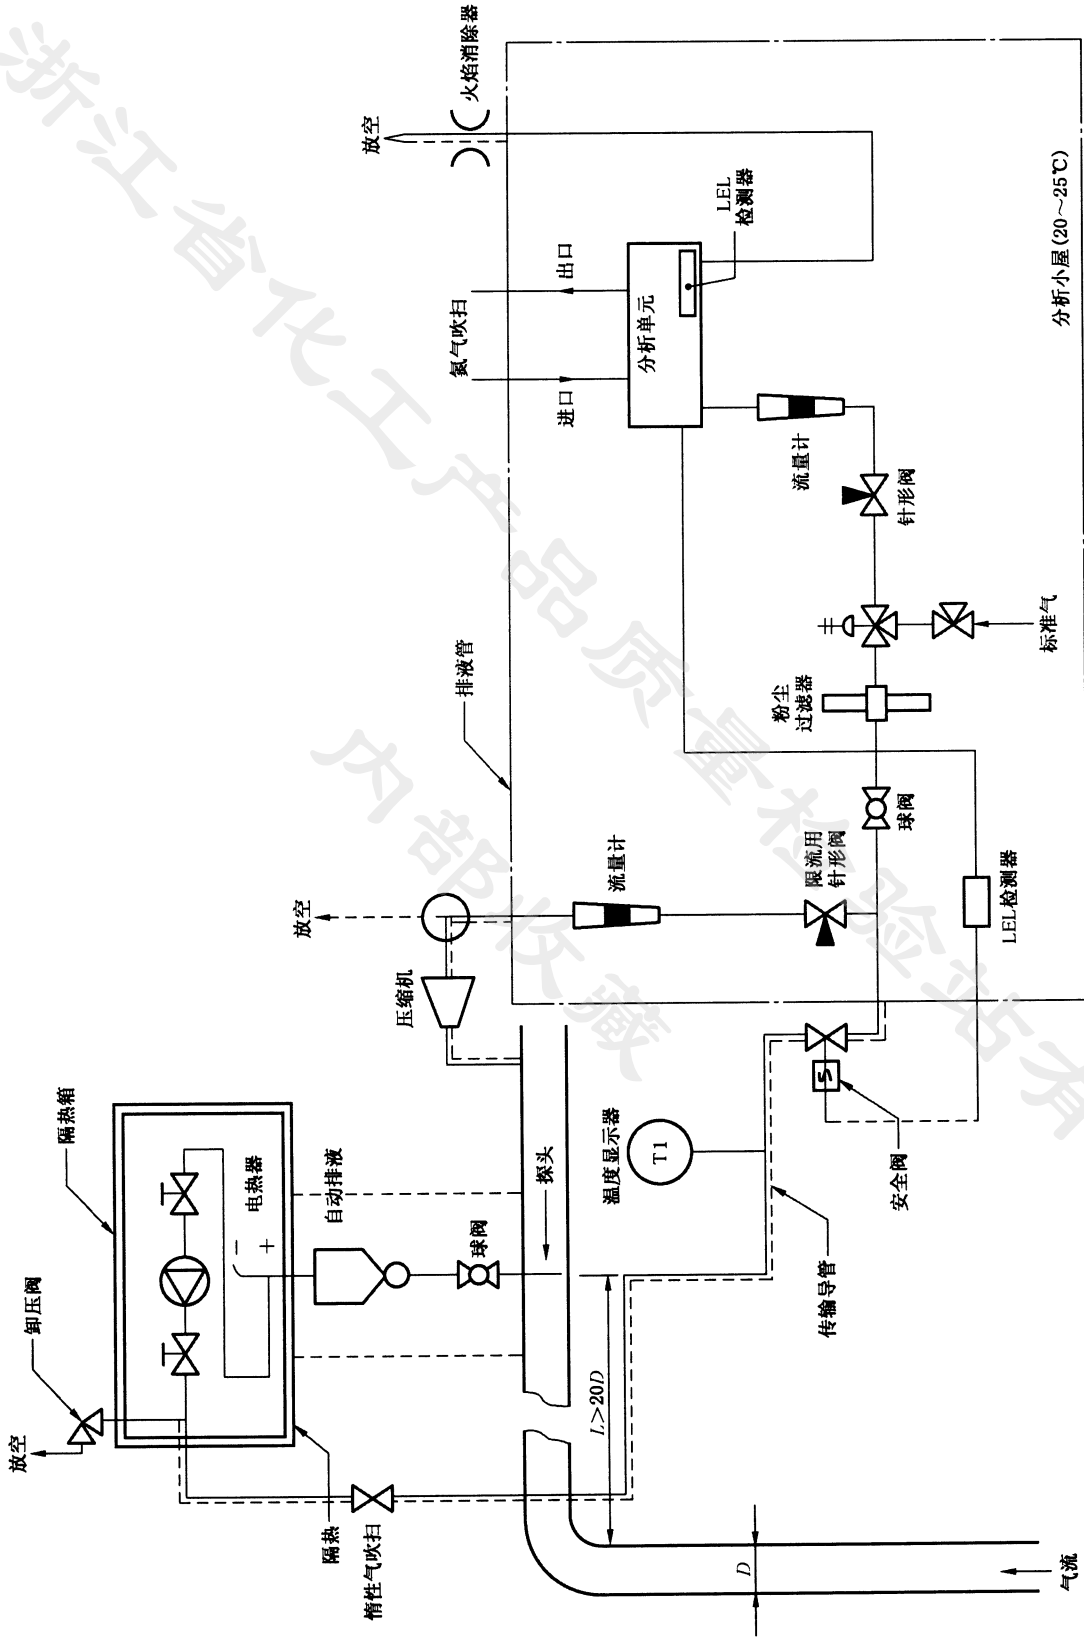 浙江省化工产品质量检验站有
内部收藏
放空
火焰消除器
氮气吹扫
进口
出口
分析单元
LEL
检测器
流量计
针形阀
标准气
粉尘
过滤器
球阀
限流用
针形阀
流量计
LEL检测器
分析小屋(20～25℃)
排液管
放空
压缩机
隔热箱
电热器
-
+
自动排液
球阀
探头
卸压阀
放空
隔热
惰性气吹扫
温度显示器
T1
S
安全阀
传输导管
L>20D
D
气流